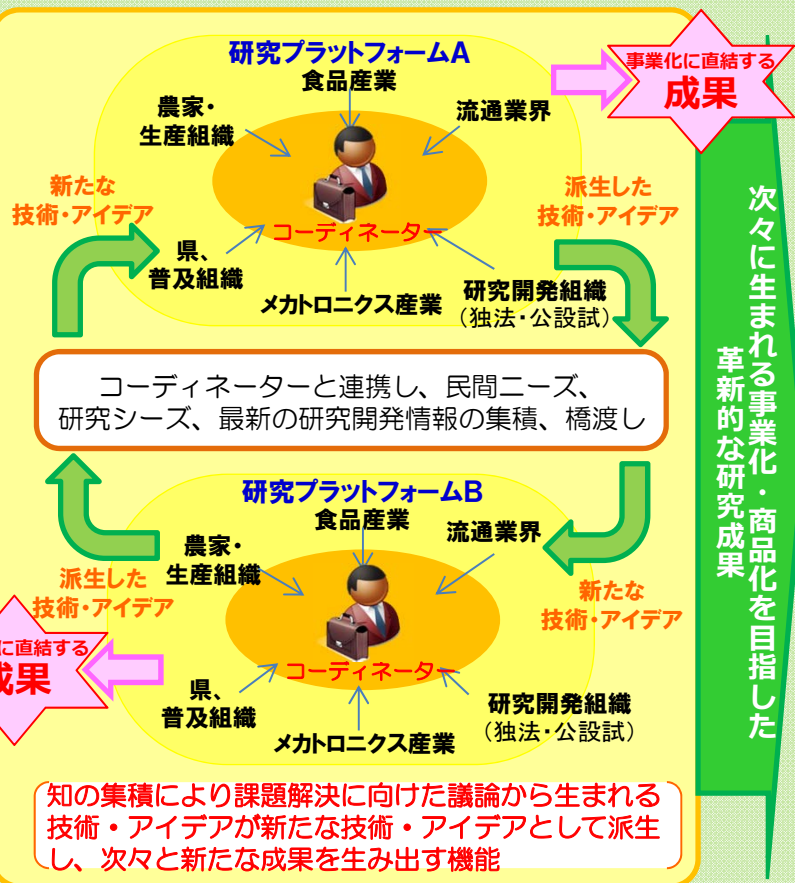 研究プラットフォームA
食品産業
農家・
生産組織
流通業界
事業化に直結する
成果
新たな
技術・アイデア
派生した
技術・アイデア
コーディネーター
県、
普及組織
メカトロニクス産業
研究開発組織
（独法・公設試）
コーディネーターと連携し、民間ニーズ、
研究シーズ、最新の研究開発情報の集積、橋渡し
研究プラットフォームB
食品産業
農家・
生産組織
流通業界
派生した
技術・アイデア
新たな
技術・アイデア
に直結する
成果
コーディネーター
県、
普及組織
メカトロニクス産業
研究開発組織
（独法・公設試）
知の集積により課題解決に向けた議論から生まれる
技術・アイデアが新たな技術・アイデアとして派生
し、次々と新たな成果を生み出す機能
次々に生まれる事業化・商品化を目指した
革新的な研究成果